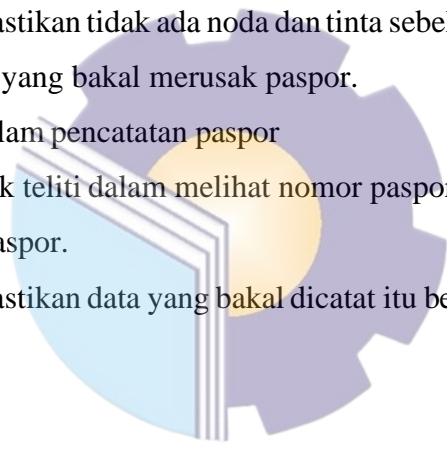 astikan tidak ada noda dan tinta sebel
yang bakal merusak paspor.
lam pencatatan paspor
k teliti dalam melihat nomor paspor
aspor.
astikan data yang bakal dicatat itu be